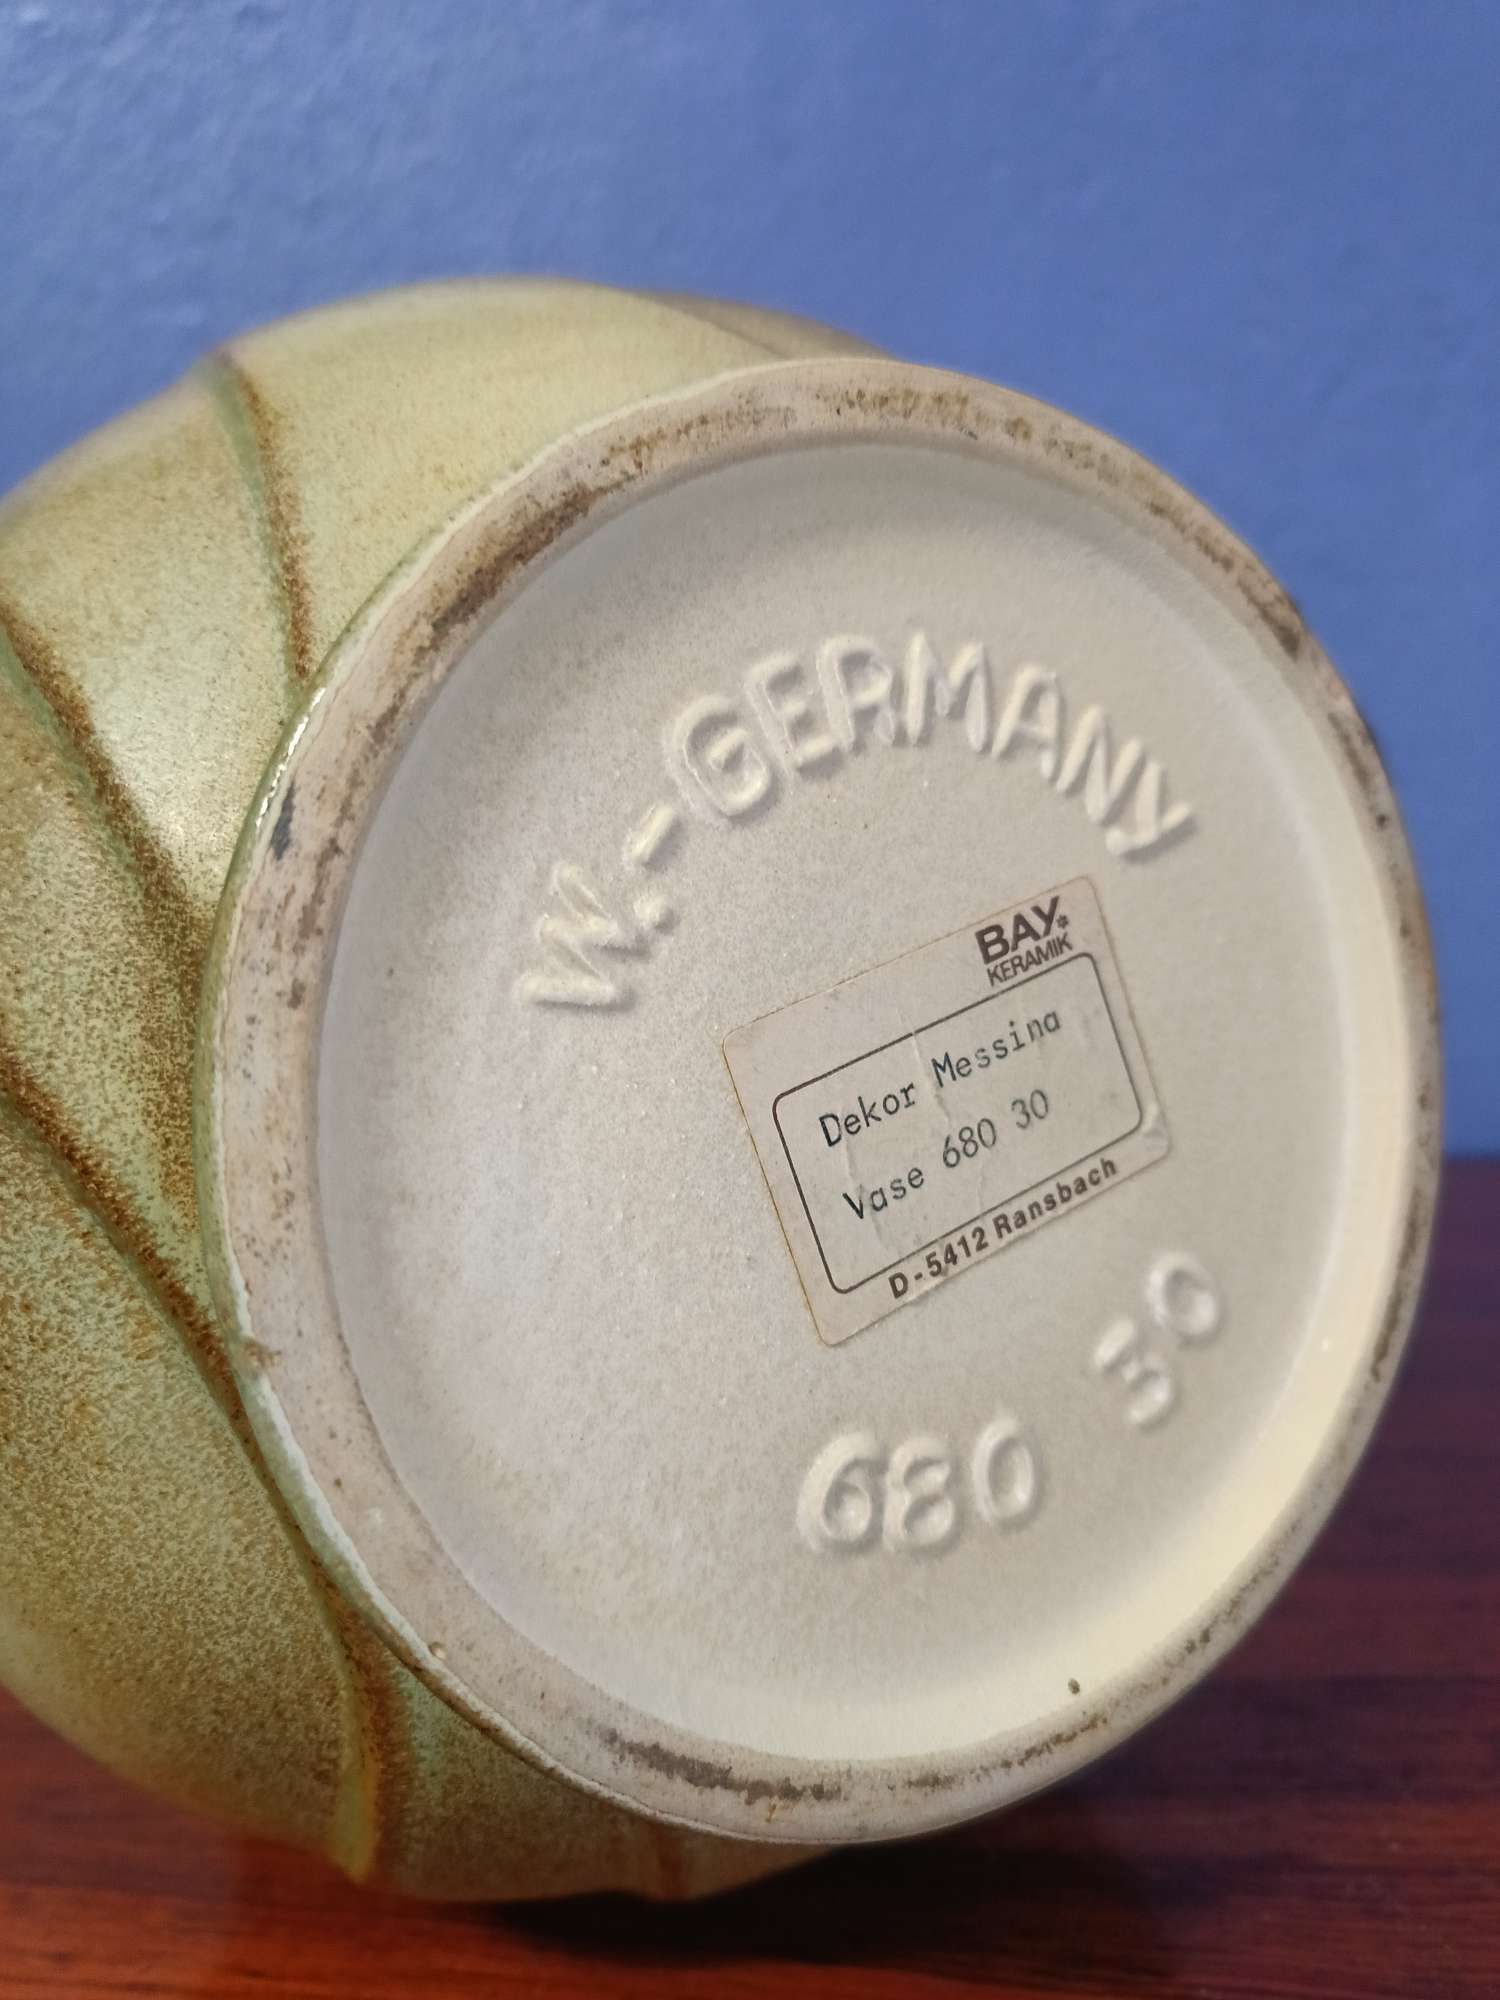 W.-GERMANY
BAY
KERAMIK
Dekor Messina
Vase 680 30
D-5412 Ransbach
680 30